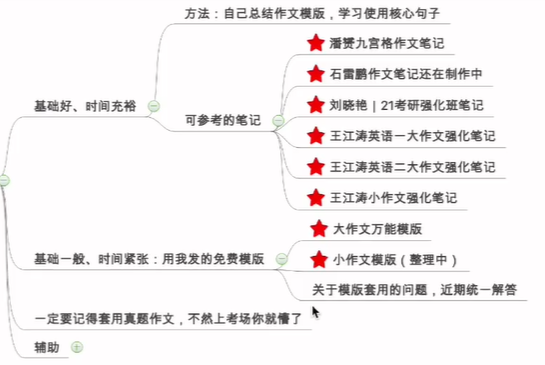 方法：自己总结作文模版，学习使用核心句子
潘赟九宫格作文笔记
石雷鹏作文笔记还在制作中
基础好、时间充裕
刘晓艳｜21考研强化班笔记
可参考的笔记
王江涛英语一大作文强化笔记
王江涛英语二大作文强化笔记
王江涛小作文强化笔记
大作文万能模版
基础一般、时间紧张：用我发的免费模版
小作文模版（整理中）
关于模版套用的问题，近期统一解答
一定要记得套用真题作文，不然上考场你就懵了
辅助